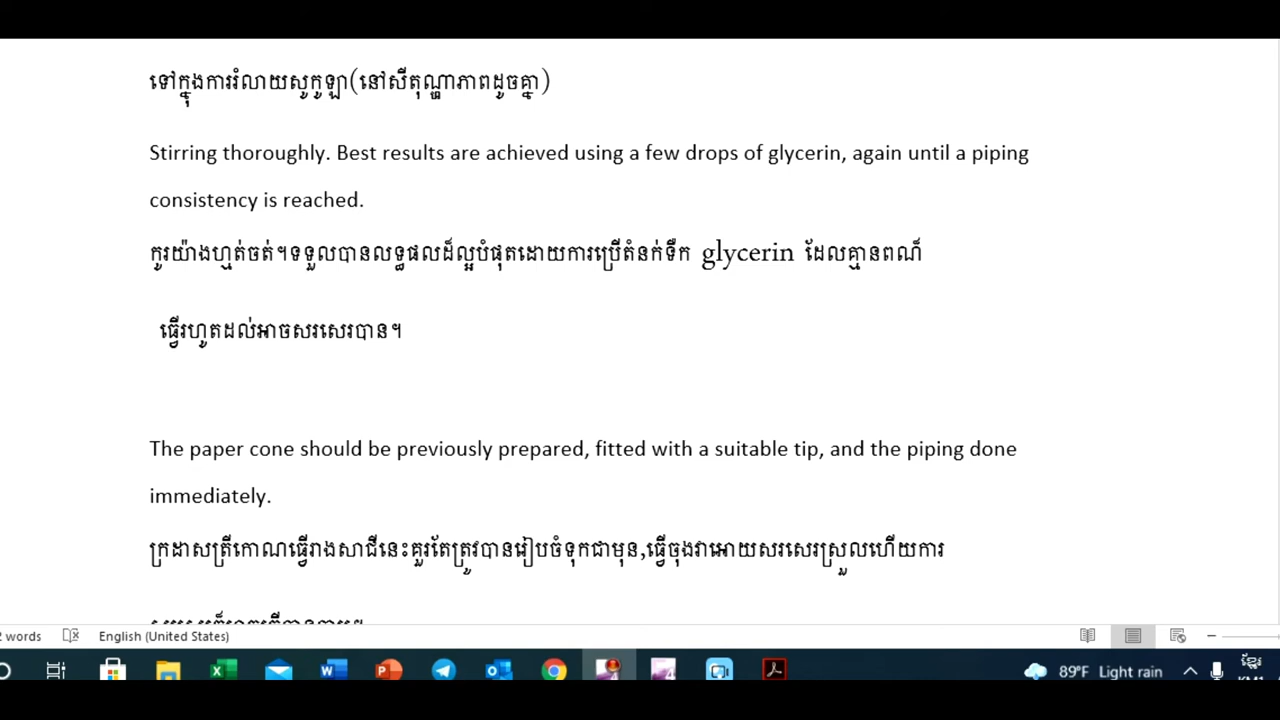 ទៅក្នុងការរំលាយសូកូឡា(នៅសីតុណ្ហាភាពដូចគ្នា)
Stirring thoroughly. Best results are achieved using a few drops of glycerin, again until a piping
consistency is reached.
កូរយ៉ាងហ្មត់ចត់។ទទួលបានលទ្ធផលដ៏ល្អបំផុតដោយការប្រើតំនក់ទឹក glycerin ដែលគ្មានពណ៌
ធ្វើរហូតដល់អាចសរសេរបាន។
The paper cone should be previously prepared, fitted with a suitable tip, and the piping done
immediately.
ក្រដាសត្រីកោណធ្វើរាងសាជីនេះគួរតែត្រូវបានរៀបចំទុកជាមុន,ធ្វើចុងវាអោយសរសេរស្រួលហើយការ
2 words English (United States)
89°F Light rain
ខ្មែរ